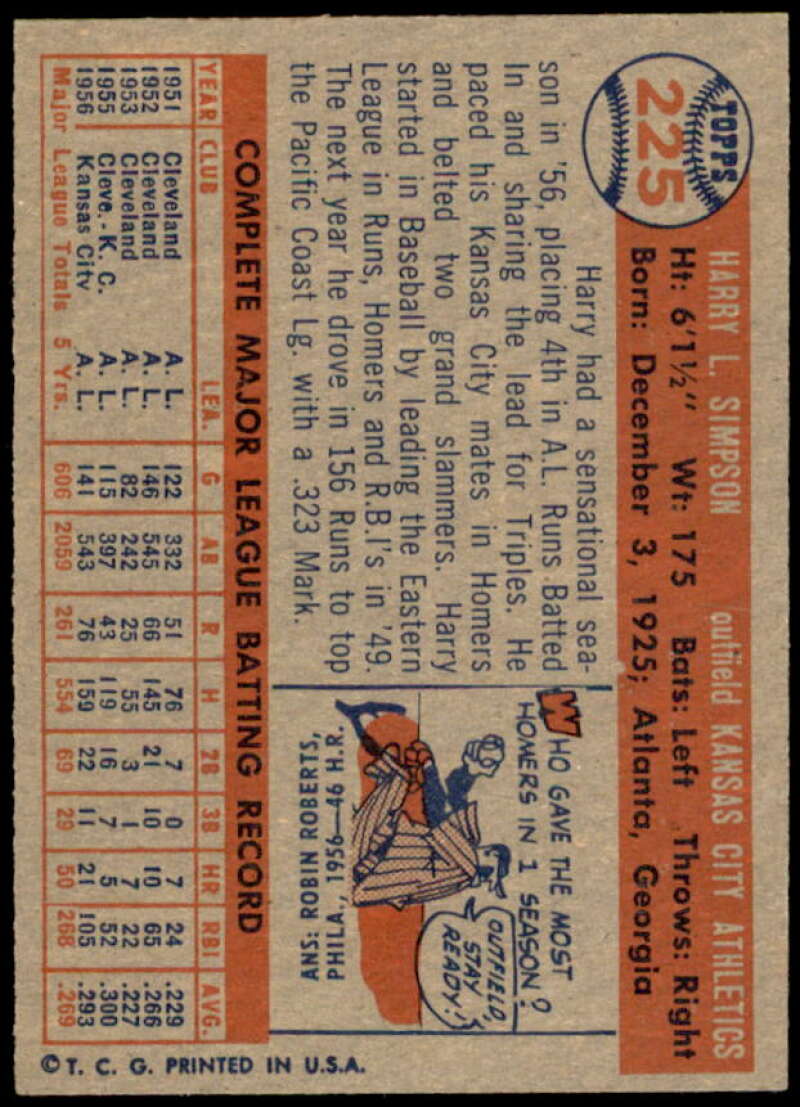 TOPPS
225
HARRY L. SIMPSON outfield KANSAS CITY ATHLETICS
Ht: 6'1½" Wt: 175 Bats: Left Throws: Right
Born: December 3, 1925; Atlanta, Georgia
Harry had a sensational sea-
son in '56, placing 4th in A.L. Runs Batted
In and sharing the lead for Triples. He
paced his Kansas City mates in Homers
and belted two grand slammers. Harry
started in Baseball by leading the Eastern
League in Runs, Homers and R.B.I's in '49.
The next year he drove in 156 Runs to top
the Pacific Coast Lg. with a .323 Mark.
WHO GAVE THE MOST
HOMERS IN 1 SEASON?
OUTFIELD,
STAY
READY!
ANS: ROBIN ROBERTS,
PHILA., 1956—46 H.R.
COMPLETE MAJOR LEAGUE BATTING RECORD
YEAR CLUB LEA. G AB R H 2B 3B HR RBI AVG.
1951 Cleveland A. L. 122 332 51 76 7 0 7 24 .229
1952 Cleveland A. L. 146 545 66 145 21 10 10 65 .266
1953 Cleveland A. L. 82 242 25 55 3 1 7 22 .227
1955 Cleve.-K. C. A. L. 115 397 43 119 16 7 5 52 .300
1956 Kansas City A. L. 141 543 76 159 22 11 21 105 .293
Major League Totals 5 Yrs. 606 2059 261 554 69 29 50 268 .269
© T. C. G. PRINTED IN U.S.A.